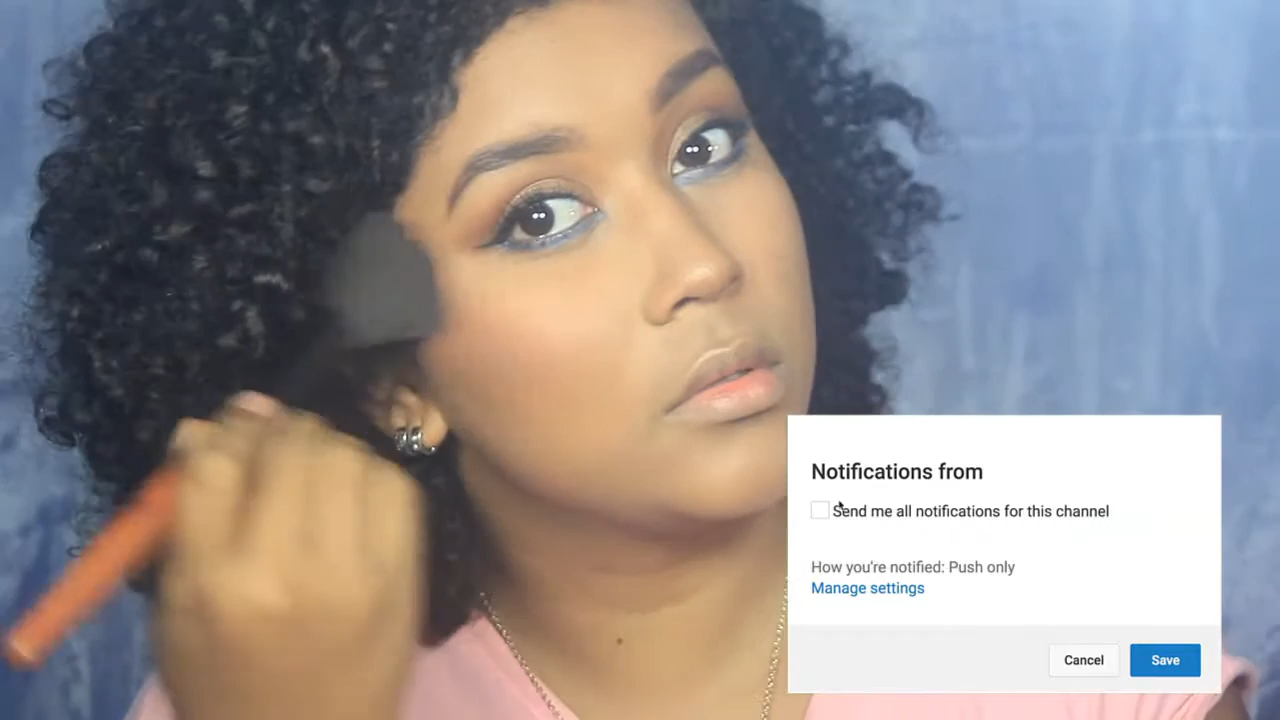 Notifications from
Send me all notifications for this channel
How you're notified: Push only
Manage settings
Cancel
Save